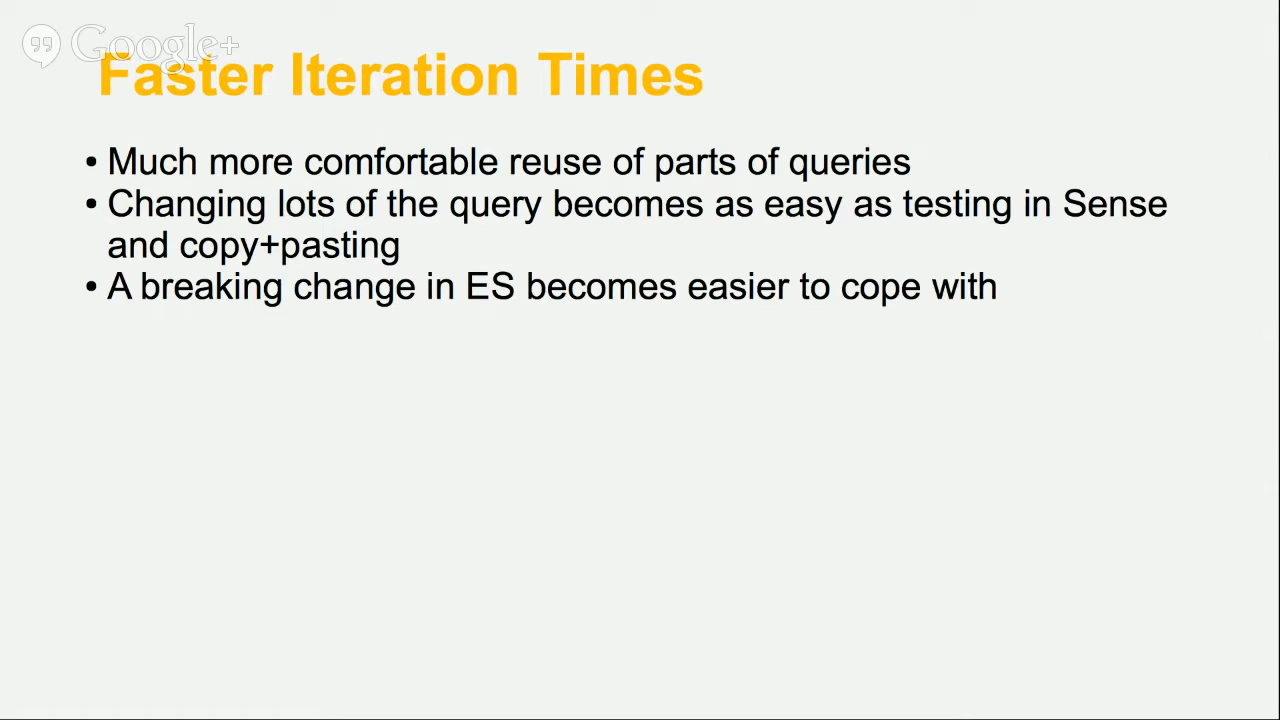 Google+
Faster Iteration Times
• Much more comfortable reuse of parts of queries
• Changing lots of the query becomes as easy as testing in Sense
and copy+pasting
• A breaking change in ES becomes easier to cope with